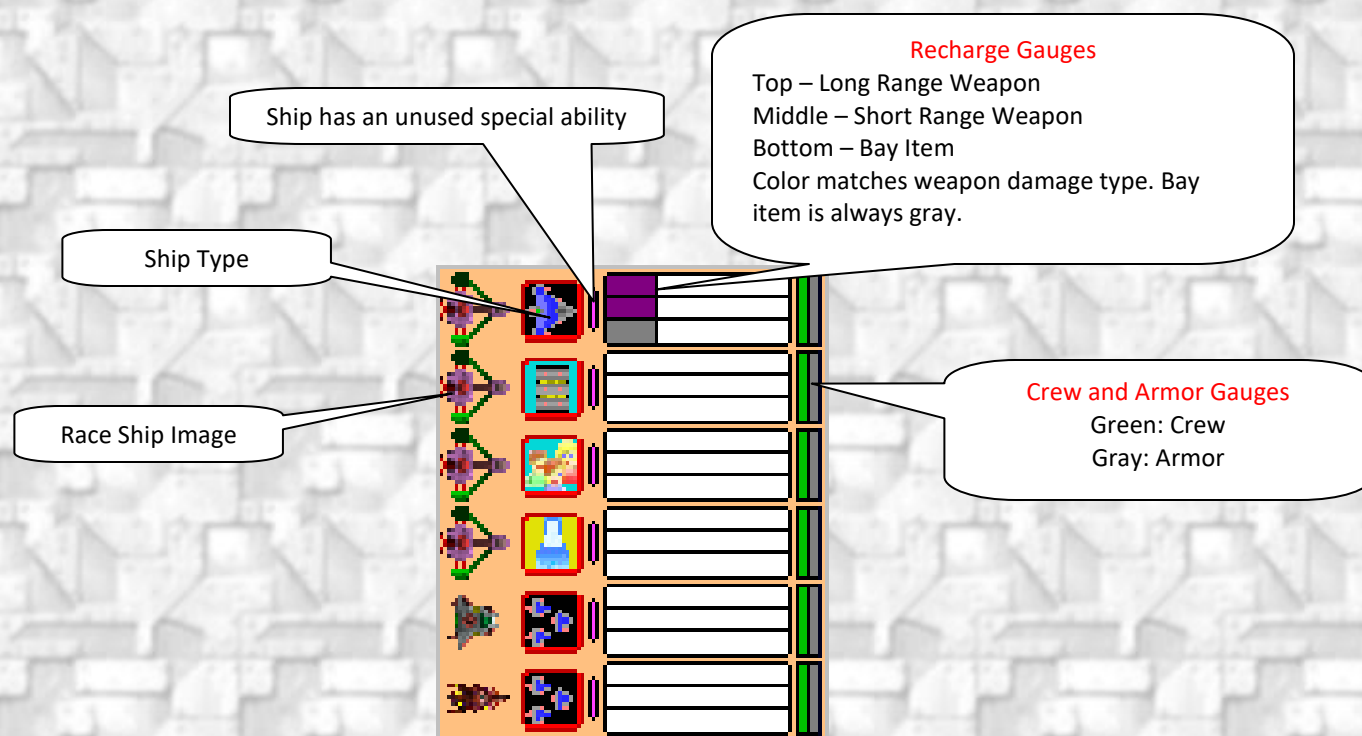 Recharge Gauges
Top – Long Range Weapon
Middle – Short Range Weapon
Bottom – Bay Item
Color matches weapon damage type. Bay
item is always gray.
Ship has an unused special ability
Ship Type
Race Ship Image
Crew and Armor Gauges
Green: Crew
Gray: Armor